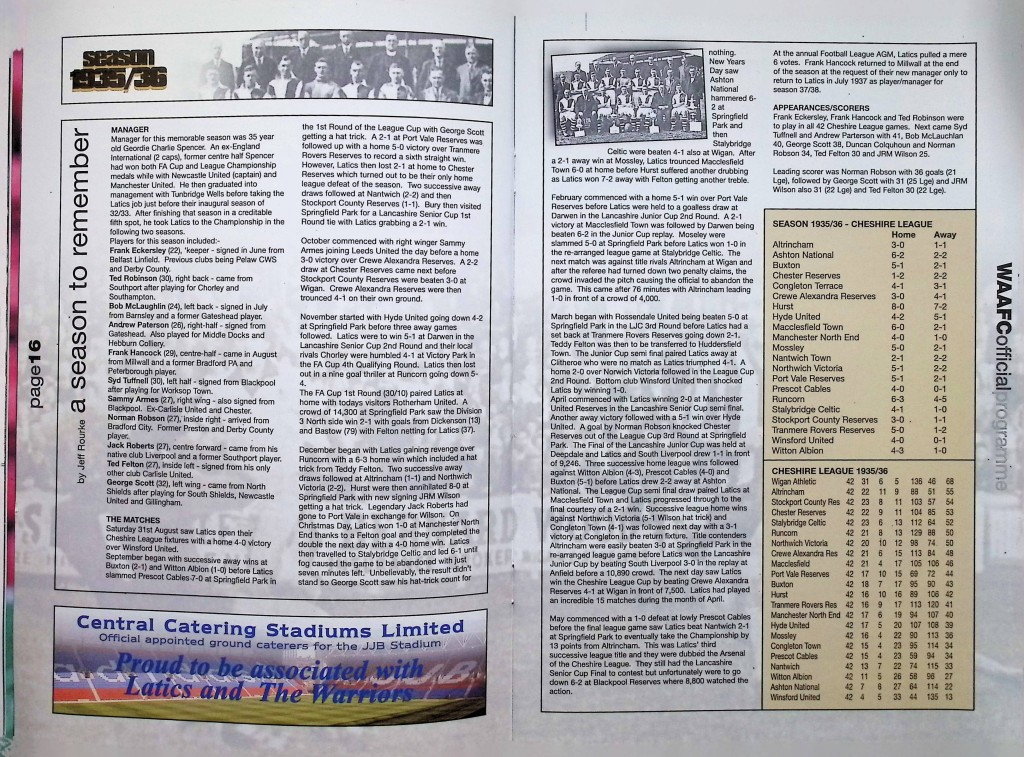 season
1935/36
page16
by Jeff Rourke a season to remember
MANAGER
Manager for this memorable season was 35 year
old Geordie Charlie Spencer. An ex-England
International (2 caps), former centre half Spencer
had won both FA Cup and League Championship
medals while with Newcastle United (captain) and
Manchester United. He then graduated into
management with Tunbridge Wells before taking the
Latics job just before their inaugural season of
32/33. After finishing that season in a creditable
fifth spot, he took Latics to the Championship in the
following two seasons.
Players for this season included:-
Frank Eckersley (22), 'keeper - signed in June from
Belfast Linfield. Previous clubs being Pelaw CWS
and Derby County.
Ted Robinson (30), right back - came from
Southport after playing for Chorley and
Southampton.
Bob McLaughlin (24), left back - signed in July
from Barnsley and a former Gateshead player.
Andrew Paterson (26), right-half - signed from
Gateshead. Also played for Middle Docks and
Hebburn Colliery.
Frank Hancock (29), centre-half - came in August
from Millwall and a former Bradford PA and
Peterborough player.
Syd Tuffnell (30), left half - signed from Blackpool
after playing for Worksop Town.
Sammy Armes (27), right wing - also signed from
Blackpool. Ex-Carlisle United and Chester.
Norman Robson (27), inside right - arrived from
Bradford City. Former Preston and Derby County
player.
Jack Roberts (27), centre forward - came from his
native club Liverpool and a former Southport player.
Ted Felton (27), inside left - signed from his only
other club Carlisle United.
George Scott (32), left wing - came from North
Shields after playing for South Shields, Newcastle
United and Gillingham.
THE MATCHES
Saturday 31st August saw Latics open their
Cheshire League fixtures with a home 4-0 victory
over Winsford United.
September began with successive away wins at
Buxton (2-1) and Witton Albion (1-0) before Latics
slammed Prescot Cables 7-0 at Springfield Park in
the 1st Round of the League Cup with George Scott
getting a hat trick. A 2-1 at Port Vale Reserves was
followed up with a home 5-0 victory over Tranmere
Rovers Reserves to record a sixth straight win.
However, Latics then lost 2-1 at home to Chester
Reserves which turned out to be their only home
league defeat of the season. Two successive away
draws followed at Nantwich (2-2) and then
Stockport County Reserves (1-1). Bury then visited
Springfield Park for a Lancashire Senior Cup 1st
Round tie with Latics grabbing a 2-1 win.
October commenced with right winger Sammy
Armes joining Leeds United the day before a home
3-0 victory over Crewe Alexandra Reserves. A 2-2
draw at Chester Reserves came next before
Stockport County Reserves were beaten 3-0 at
Wigan. Crewe Alexandra Reserves were then
trounced 4-1 on their own ground.
November started with Hyde United going down 4-2
at Springfield Park before three away games
followed. Latics were to win 5-1 at Darwen in the
Lancashire Senior Cup 2nd Round and their local
rivals Chorley were humbled 4-1 at Victory Park in
the FA Cup 4th Qualifying Round. Latics then lost
out in a nine goal thriller at Runcorn going down 5-
4.
The FA Cup 1st Round (30/10) paired Latics at
home with todays visitors Rotherham United. A
crowd of 14,300 at Springfield Park saw the Division
3 North side win 2-1 with goals from Dickenson (13)
and Bastow (79) with Felton netting for Latics (37).
December began with Latics gaining revenge over
Runcorn with a 6-3 home win which included a hat
trick from Teddy Felton. Two successive away
draws followed at Altrincham (1-1) and Northwich
Victoria (2-2). Hurst were then annihilated 8-0 at
Springfield Park with new signing JRM Wilson
getting a hat trick. Legendary Jack Roberts had
gone to Port Vale in exchange for Wilson. On
Christmas Day, Latics won 1-0 at Manchester North
End thanks to a Felton goal and they completed the
double the next day with a 4-0 home win. Latics
then travelled to Stalybridge Celtic and led 6-1 until
fog caused the game to be abandoned with just
seven minutes left. Unbelievably, the result didn't
stand so George Scott saw his hat-trick count for
Central Catering Stadiums Limited
Official appointed ground caterers for the JJB Stadium
Proud to be associated with
Latics and The Warriors
nothing.
New Years
Day saw
Ashton
National
hammered 6-
2 at
Springfield
Park and
then
Stalybridge
Celtic were beaten 4-1 also at Wigan. After
a 2-1 away win at Mossley, Latics trounced Macclesfield
Town 6-0 at home before Hurst suffered another drubbing
as Latics won 7-2 away with Felton getting another treble.
February commenced with a home 5-1 win over Port Vale
Reserves before Latics were held to a goalless draw at
Darwen in the Lancashire Junior Cup 2nd Round. A 2-1
victory at Macclesfield Town was followed by Darwen being
beaten 6-2 in the Junior Cup replay. Mossley were
slammed 5-0 at Springfield Park before Latics won 1-0 in
the re-arranged league game at Stalybridge Celtic. The
next match was against title rivals Altrincham at Wigan and
after the referee had turned down two penalty claims, the
crowd invaded the pitch causing the official to abandon the
game. This came after 76 minutes with Altrincham leading
1-0 in front of a crowd of 4,000.
March began with Rossendale United being beaten 5-0 at
Springfield Park in the LJC 3rd Round before Latics had a
set back at Tranmere Rovers Reserves going down 2-1.
Teddy Felton was then to be transferred to Huddersfield
Town. The Junior Cup semi final paired Latics away at
Clitheroe who were no match as Latics triumphed 4-1. A
home 2-0 over Norwich Victoria followed in the League Cup
2nd Round. Bottom club Winsford United then shocked
Latics by winning 1-0.
April commenced with Latics winning 2-0 at Manchester
United Reserves in the Lancashire Senior Cup semi final.
Another away victory followed with a 5-1 win over Hyde
United. A goal by Norman Robson knocked Chester
Reserves out of the League Cup 3rd Round at Springfield
Park. The Final of the Lancashire Junior Cup was held at
Deepdale and Latics and South Liverpool drew 1-1 in front
of 9,246. Three successive home league wins followed
against Witton Albion (4-3), Prescot Cables (4-0) and
Buxton (5-1) before Latics drew 2-2 away at Ashton
National. The League Cup semi final draw paired Latics at
Macclesfield Town and Latics progressed through to the
final courtesy of a 2-1 win. Successive league home wins
against Northwich Victoria (5-1 Wilson hat trick) and
Congleton Town (4-1) was followed next day with a 3-1
victory at Congleton in the return fixture. Title contenders
Altrincham were easily beaten 3-0 at Springfield Park in the
re-arranged league game before Latics won the Lancashire
Junior Cup by beating South Liverpool 3-0 in the replay at
Anfield before a 10,890 crowd. The next day saw Latics
win the Cheshire League Cup by beating Crewe Alexandra
Reserves 4-1 at Wigan in front of 7,500. Latics had played
an incredible 15 matches during the month of April.
May commenced with a 1-0 defeat at lowly Prescot Cables
before the final league game saw Latics beat Nantwich 2-1
at Springfield Park to eventually take the Championship by
13 points from Altrincham. This was Latics' third
successive league title and they were dubbed the Arsenal
of the Cheshire League. They still had the Lancashire
Senior Cup Final to contest but unfortunately were to go
down 6-2 at Blackpool Reserves where 8,800 watched the
action.
At the annual Football League AGM, Latics pulled a mere
6 votes. Frank Hancock returned to Millwall at the end of
the season at the request of their new manager only to
return to Latics in July 1937 as player/manager for
season 37/38.
APPEARANCES/SCORERS
Frank Eckersley, Frank Hancock and Ted Robinson were
to play in all 42 Cheshire League games. Next came Syd
Tuffnell and Andrew Paterson with 41, Bob McLauchlan
40, George Scott 38, Duncan Colquhoun and Norman
Robson 34, Ted Felton 30 and JRM Wilson 25.
Leading scorer was Norman Robson with 36 goals (21
Lge), followed by George Scott with 31 (25 Lge) and JRM
Wilson also 31 (22 Lge) and Ted Felton 30 (22 Lge).
SEASON 1935/36 - CHESHIRE LEAGUE
Home Away
Altrincham 3-0 1-1
Ashton National 6-2 2-2
Buxton 5-1 2-1
Chester Reserves 1-2 2-2
Congleton Terrace 4-1 3-1
Crewe Alexandra Reserves 3-0 4-1
Hurst 8-0 7-2
Hyde United 4-2 5-1
Macclesfield Town 6-0 2-1
Manchester North End 4-0 1-0
Mossley 5-0 2-1
Nantwich Town 2-1 2-2
Northwich Victoria 5-1 2-2
Port Vale Reserves 5-1 2-1
Prescot Cables 4-0 0-1
Runcorn 6-3 4-5
Stalybridge Celtic 4-1 1-0
Stockport County Reserves 3-0 1-1
Tranmere Rovers Reserves 5-0 1-2
Winsford United 4-0 0-1
Witton Albion 4-3 1-0
CHESHIRE LEAGUE 1935/36
Wigan Athletic 42 31 6 5 136 46 68
Altrincham 42 22 11 9 88 51 55
Stockport County Res 42 23 8 11 103 57 54
Chester Reserves 42 22 9 11 104 85 53
Stalybridge Celtic 42 23 6 13 112 64 52
Runcorn 42 21 8 13 129 88 50
Northwich Victoria 42 20 10 12 98 74 50
Crewe Alexandra Res 42 21 6 15 113 84 48
Macclesfield 42 21 4 17 105 106 46
Port Vale Reserves 42 17 10 15 69 72 44
Buxton 42 18 7 17 95 90 43
Hurst 42 16 10 16 89 106 42
Tranmere Rovers Res 42 16 9 17 113 120 41
Manchester North End 42 17 6 19 94 107 40
Hyde United 42 17 5 20 107 108 39
Mossley 42 16 4 22 90 113 36
Congleton Town 42 15 4 23 95 114 34
Prescot Cables 42 15 4 23 59 94 34
Nantwich 42 13 7 22 74 115 33
Witton Albion 42 11 5 26 58 98 27
Ashton National 42 7 8 27 64 114 22
Winsford United 42 4 5 33 44 135 13
WAAFCofficialprogramme